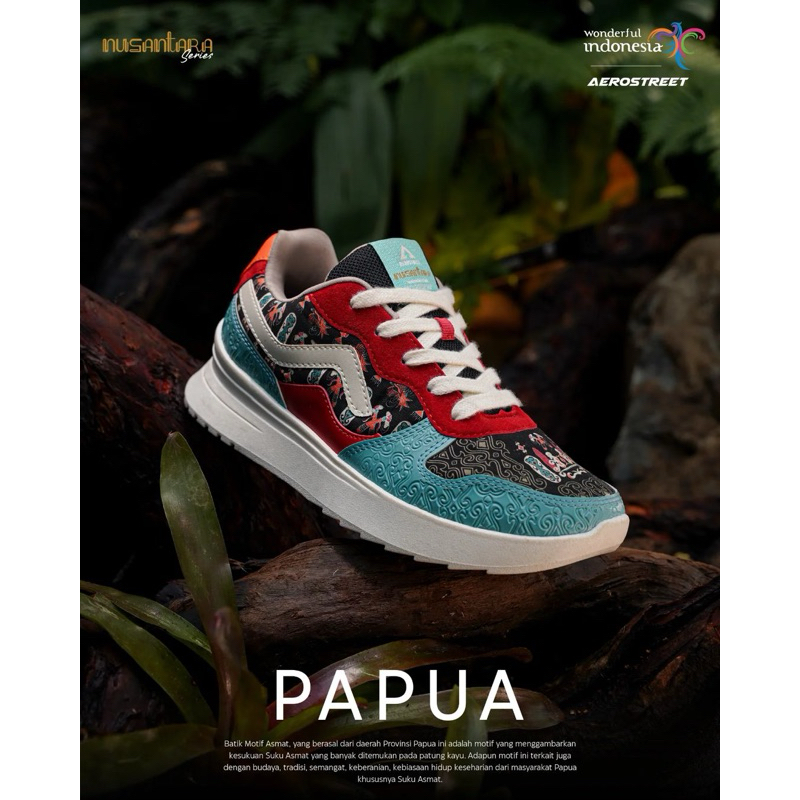 nusantara
Series
wonderful
indonesia
AEROSTREET
nusantara
PAPUA
Batik Motif Asmat, yang berasal dari daerah Provinsi Papua ini adalah motif yang menggambarkan
kesukuan Suku Asmat yang banyak ditemukan pada patung kayu. Adapun motif ini terkait juga
dengan budaya, tradisi, semangat, keberanian, kebiasaan hidup keseharian dari masyarakat Papua
khususnya Suku Asmat.